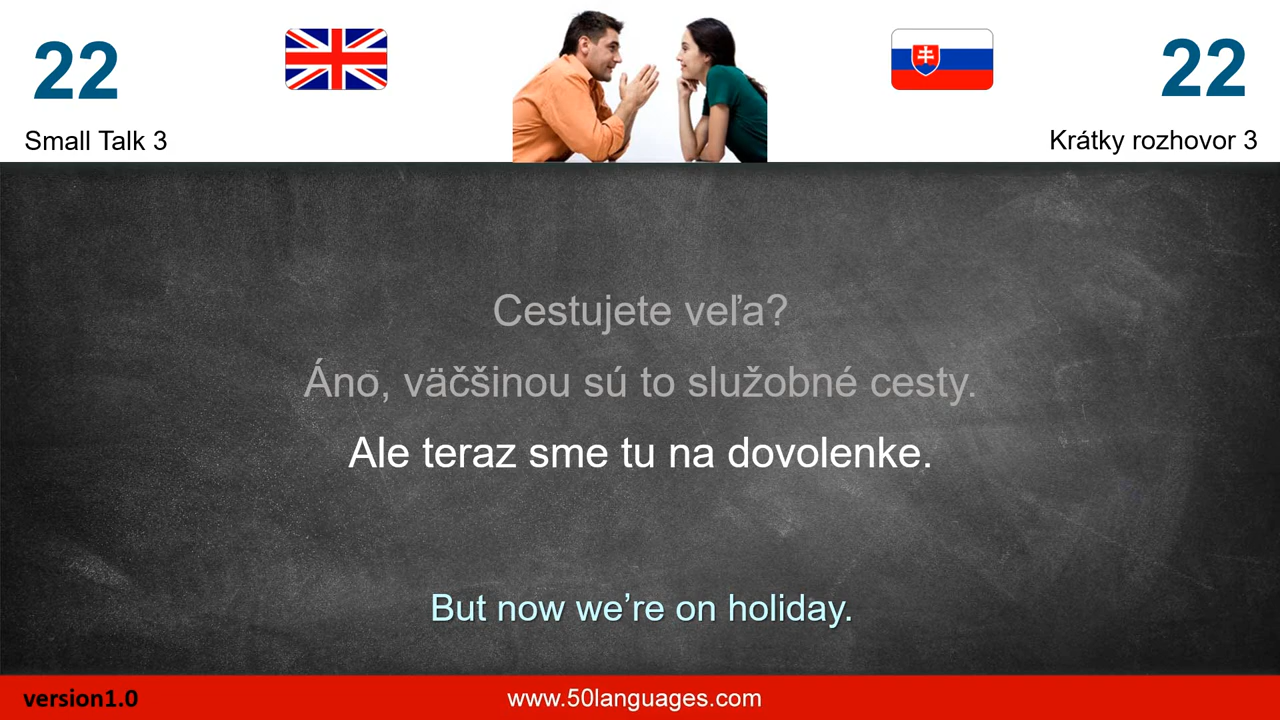 22
22
Small Talk 3
Krátky rozhovor 3
Cestujete veľa?
Áno, väčšinou sú to služobné cesty.
Ale teraz sme tu na dovolenke.
But now we’re on holiday.
version1.0
www.50languages.com